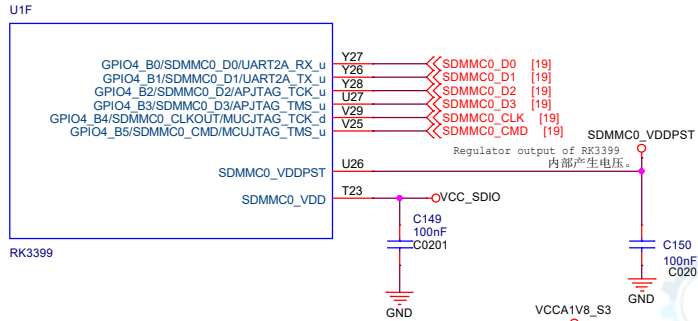 U1F
GPIO4_B0/SDMMC0_D0/UART2A_RX_u Y27 SDMMC0_D0 [19]
GPIO4_B1/SDMMC0_D1/UART2A_TX_u Y26 SDMMC0_D1 [19]
GPIO4_B2/SDMMC0_D2/APJTAG_TCK_u Y28 SDMMC0_D2 [19]
GPIO4_B3/SDMMC0_D3/APJTAG_TMS_u U27 SDMMC0_D3 [19]
GPIO4_B4/SDMMC0_CLKOUT/MUCJTAG_TCK_d V29 SDMMC0_CLK [19]
GPIO4_B5/SDMMC0_CMD/MCUJTAG_TMS_u V25 SDMMC0_CMD [19]
SDMMC0_VDDPST
Regulator output of RK3399
内部产生电压。
SDMMC0_VDDPST U26
SDMMC0_VDD T23 VCC_SDIO
C149
100nF
C0201
C150
100nF
C020
RK3399
GND
GND
VCCA1V8_S3